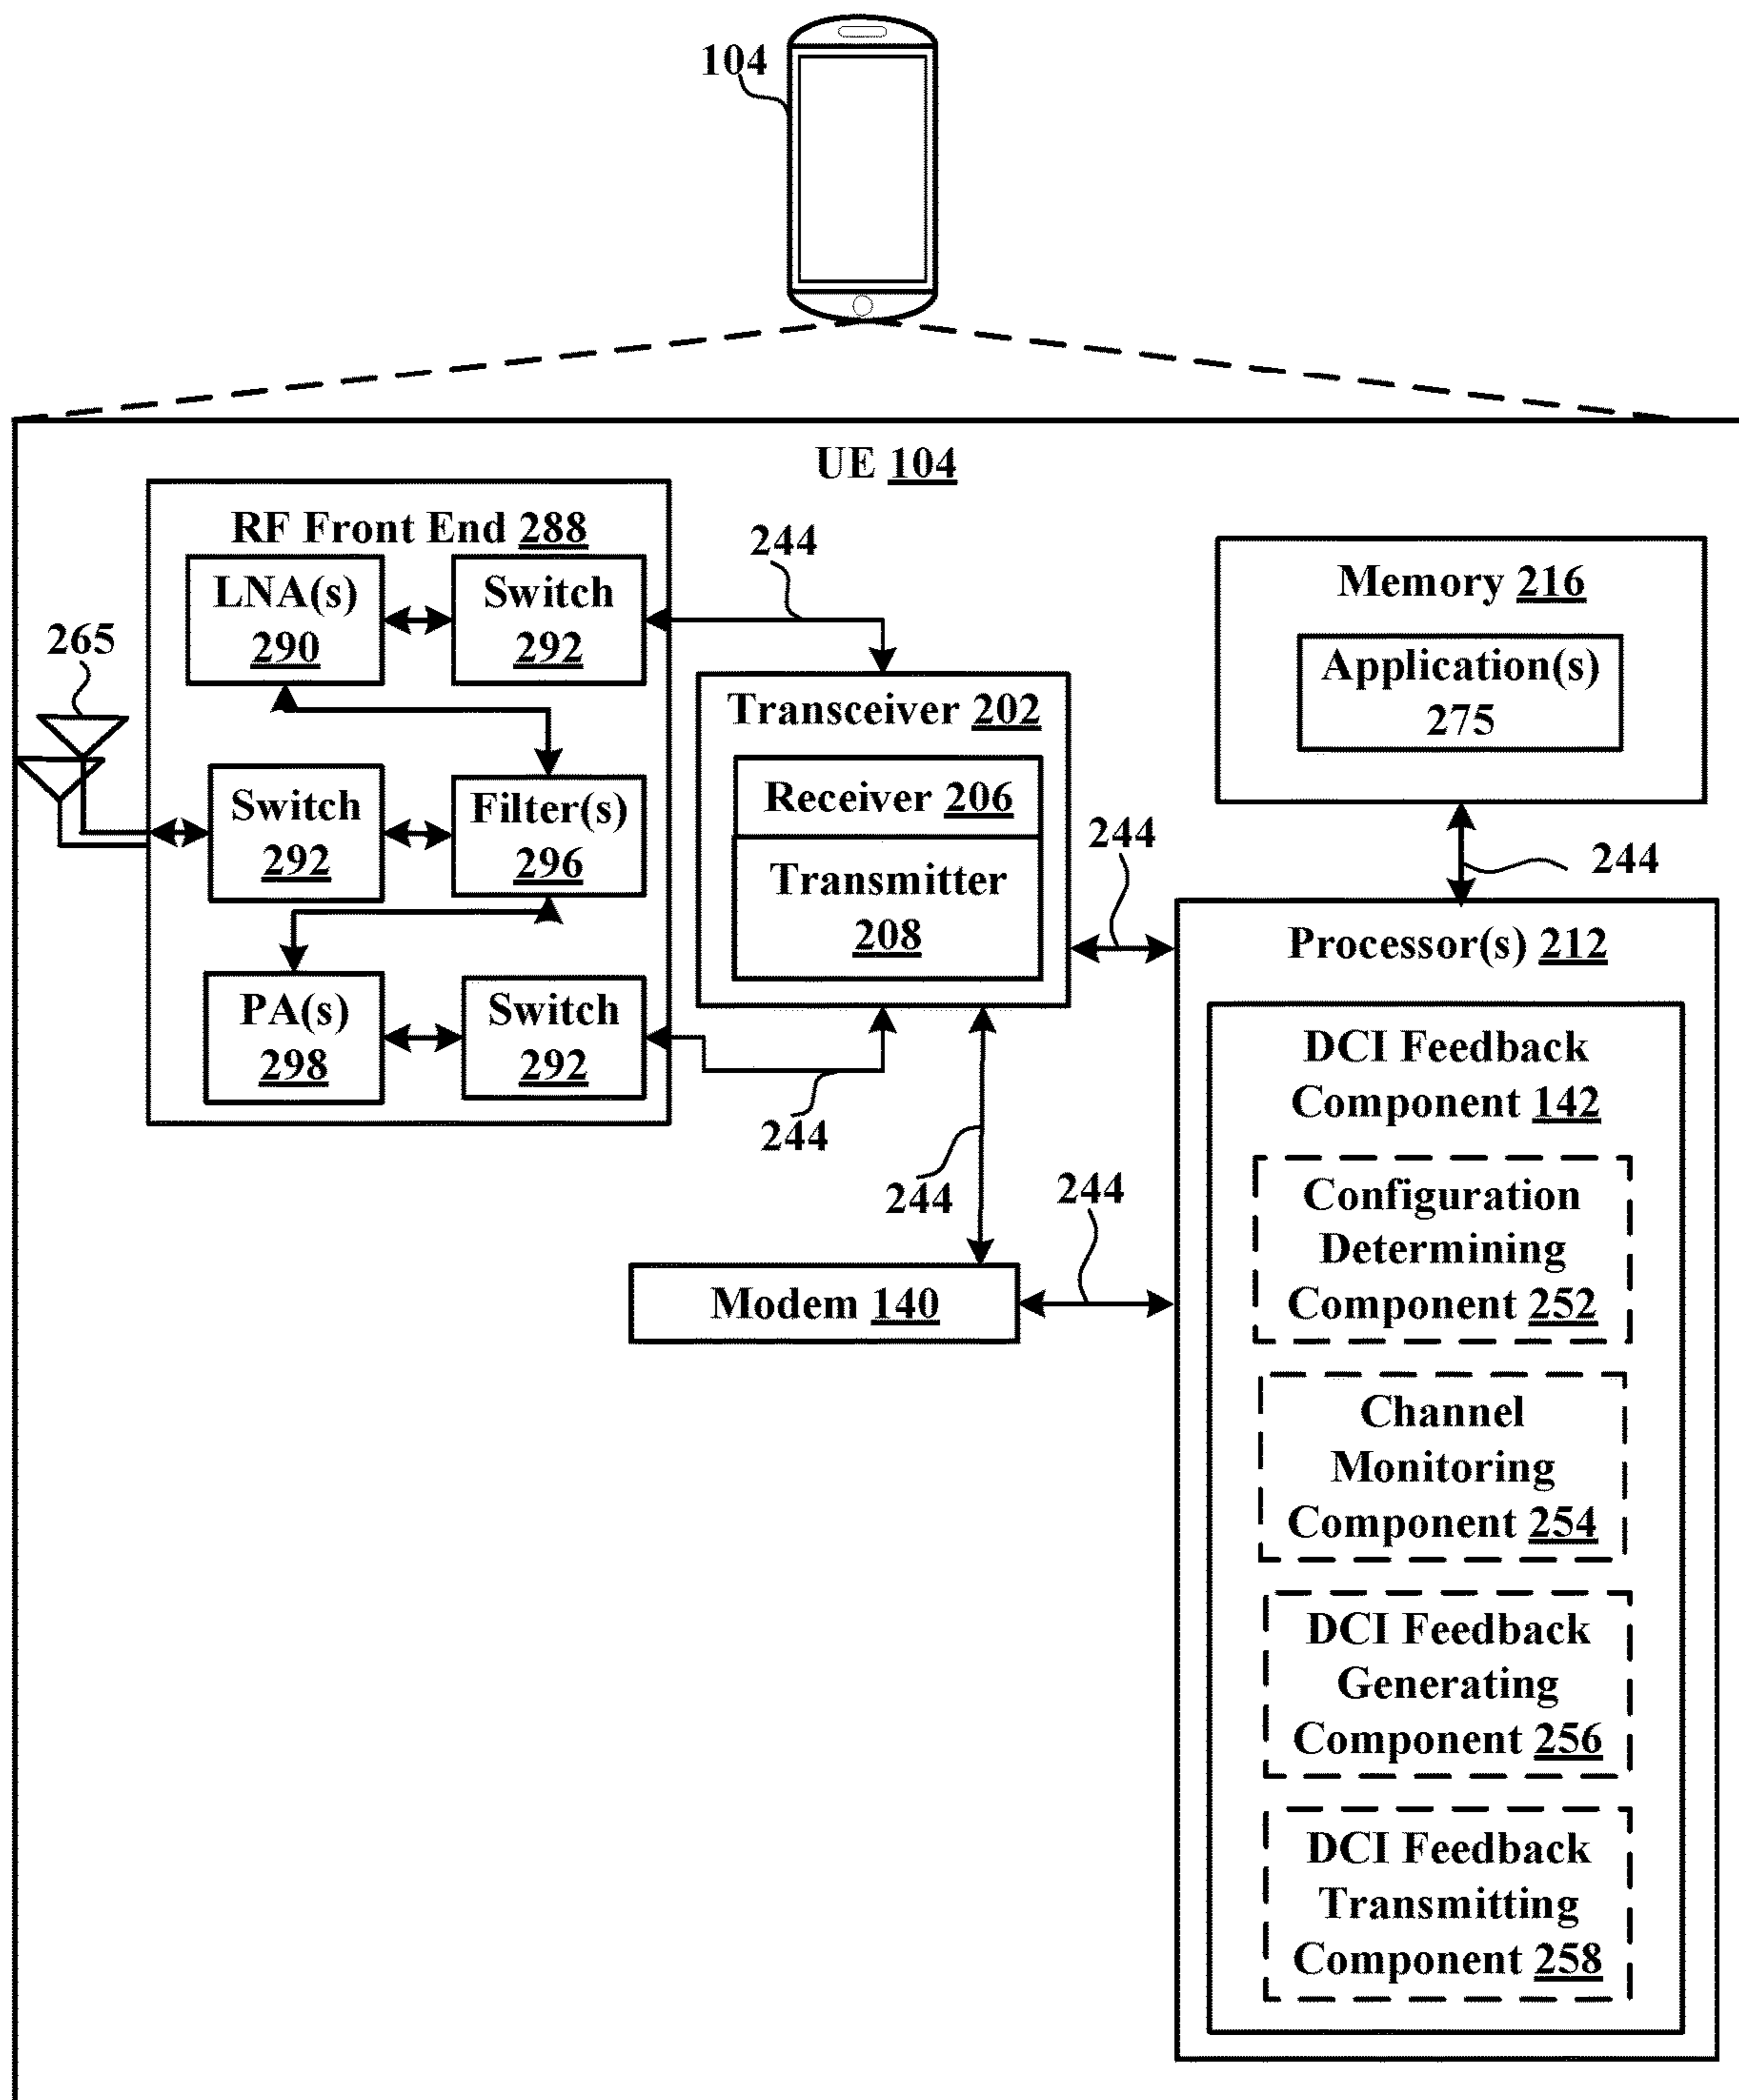 104
UE 104
RF Front End 288
LNA(s)
290
Switch
292
244
265
Switch
292
Filter(s)
296
PA(s)
298
Switch
292
244
Transceiver 202
Receiver 206
Transmitter
208
244
244
Modem 140
244
Memory 216
Application(s)
275
244
Processor(s) 212
DCI Feedback
Component 142
Configuration
Determining
Component 252
Channel
Monitoring
Component 254
DCI Feedback
Generating
Component 256
DCI Feedback
Transmitting
Component 258